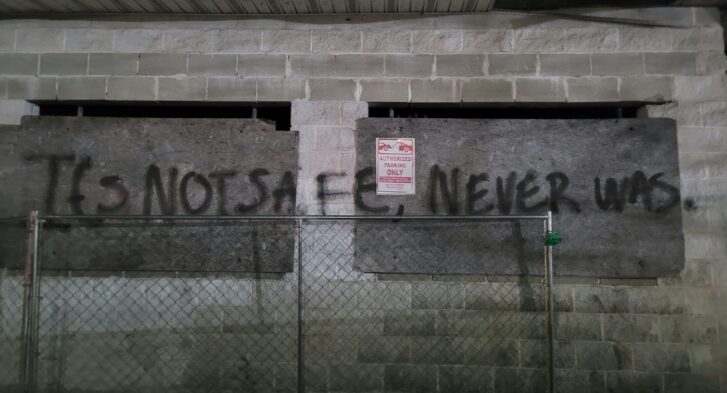 ITS NOT SAFE, NEVER WAS.
AUTHORIZED
PARKING
ONLY